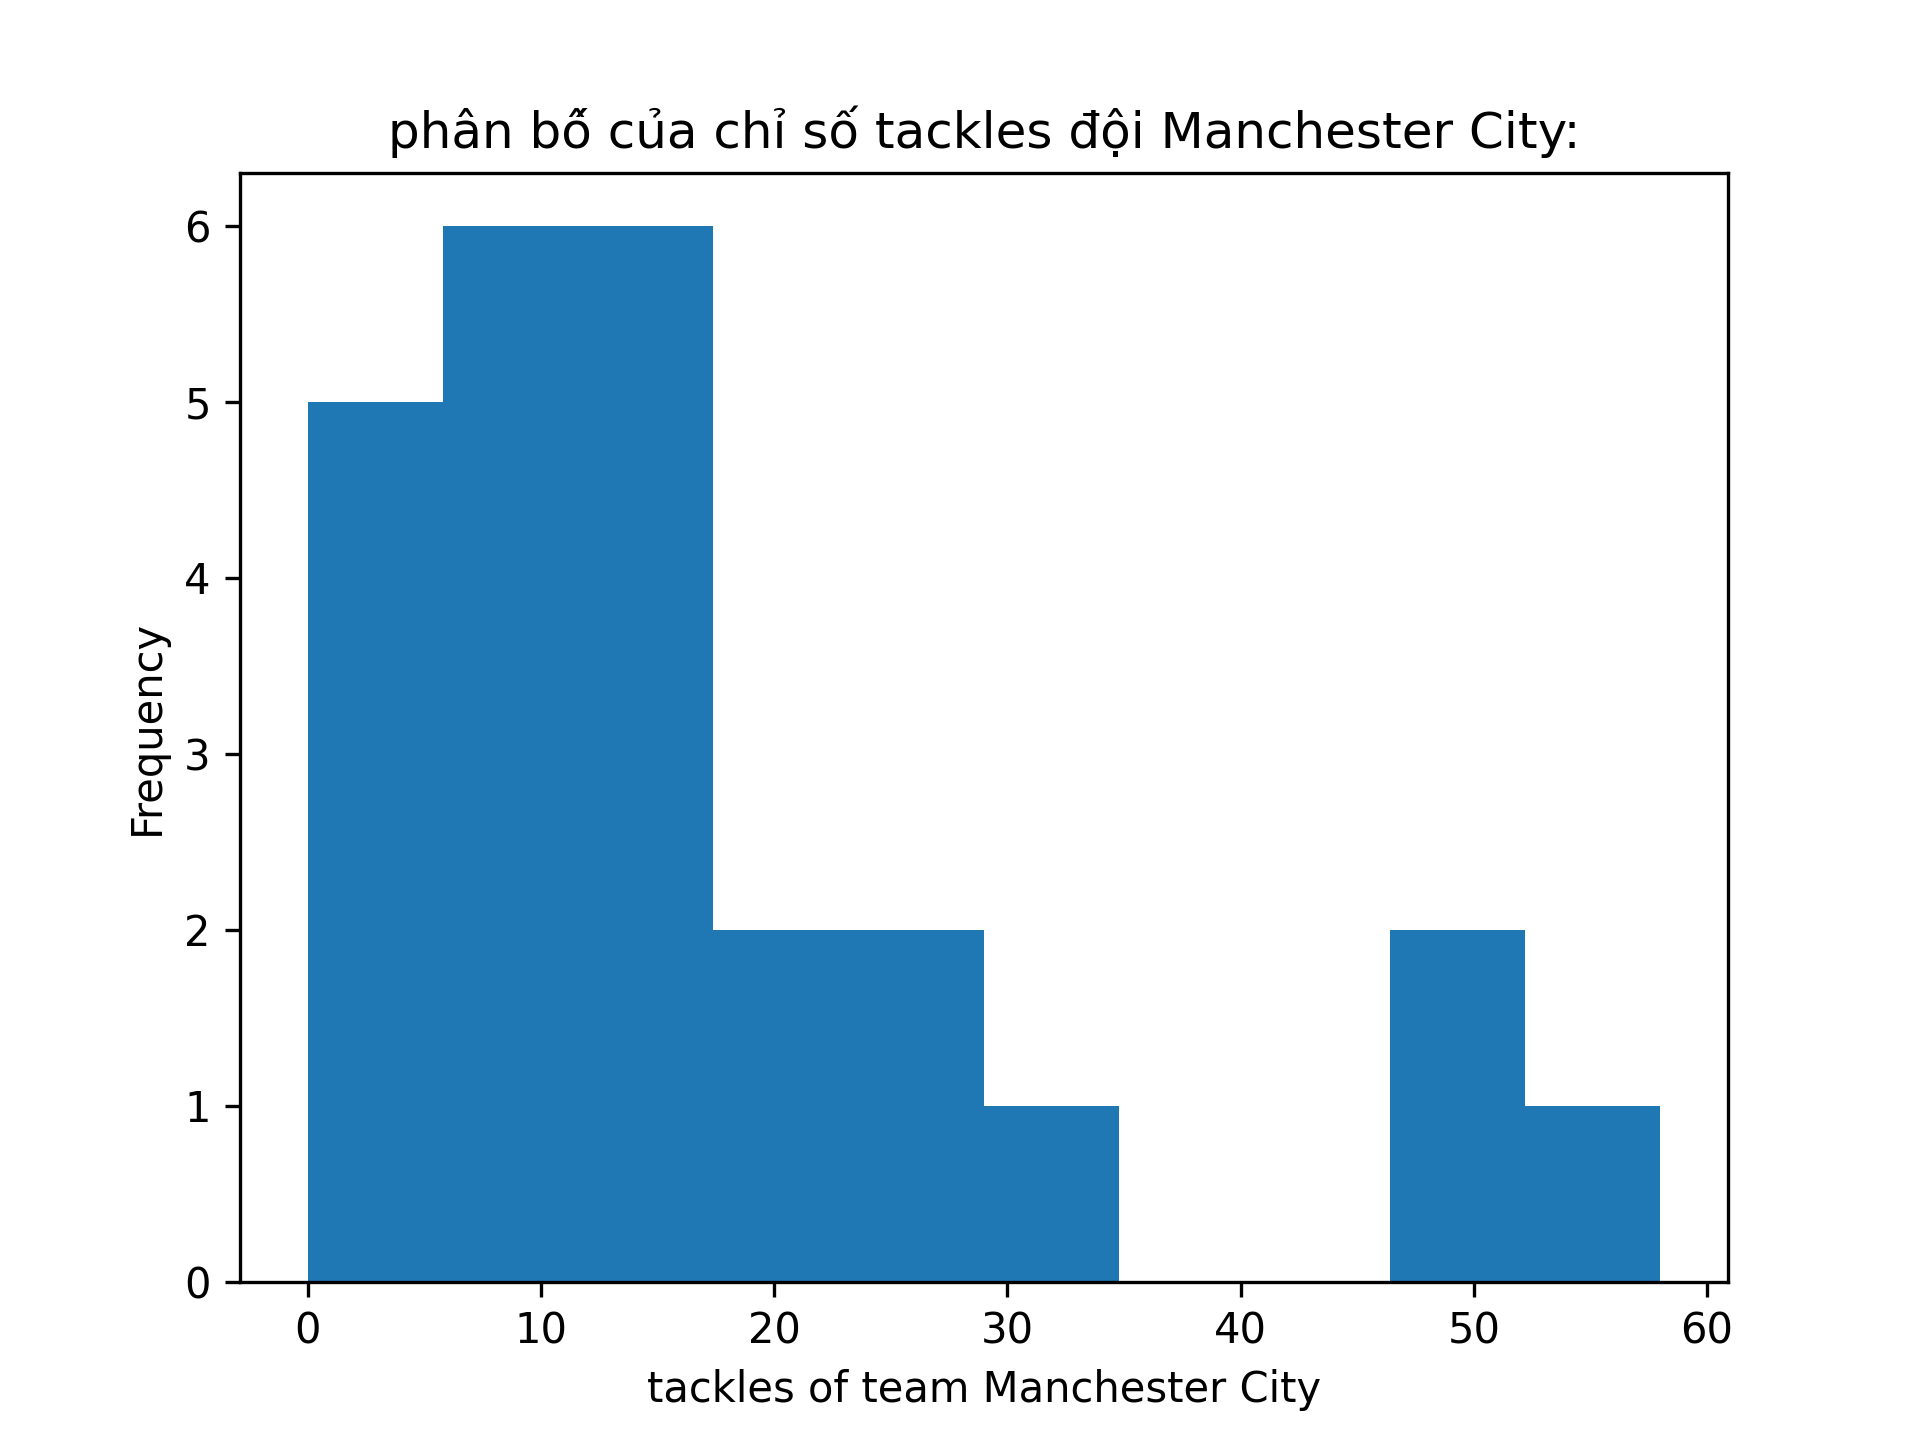 phân bố của chỉ số tackles đội Manchester City:
6
5
4
3
2
1
0
Frequency
0 10 20 30 40 50 60
tackles of team Manchester City